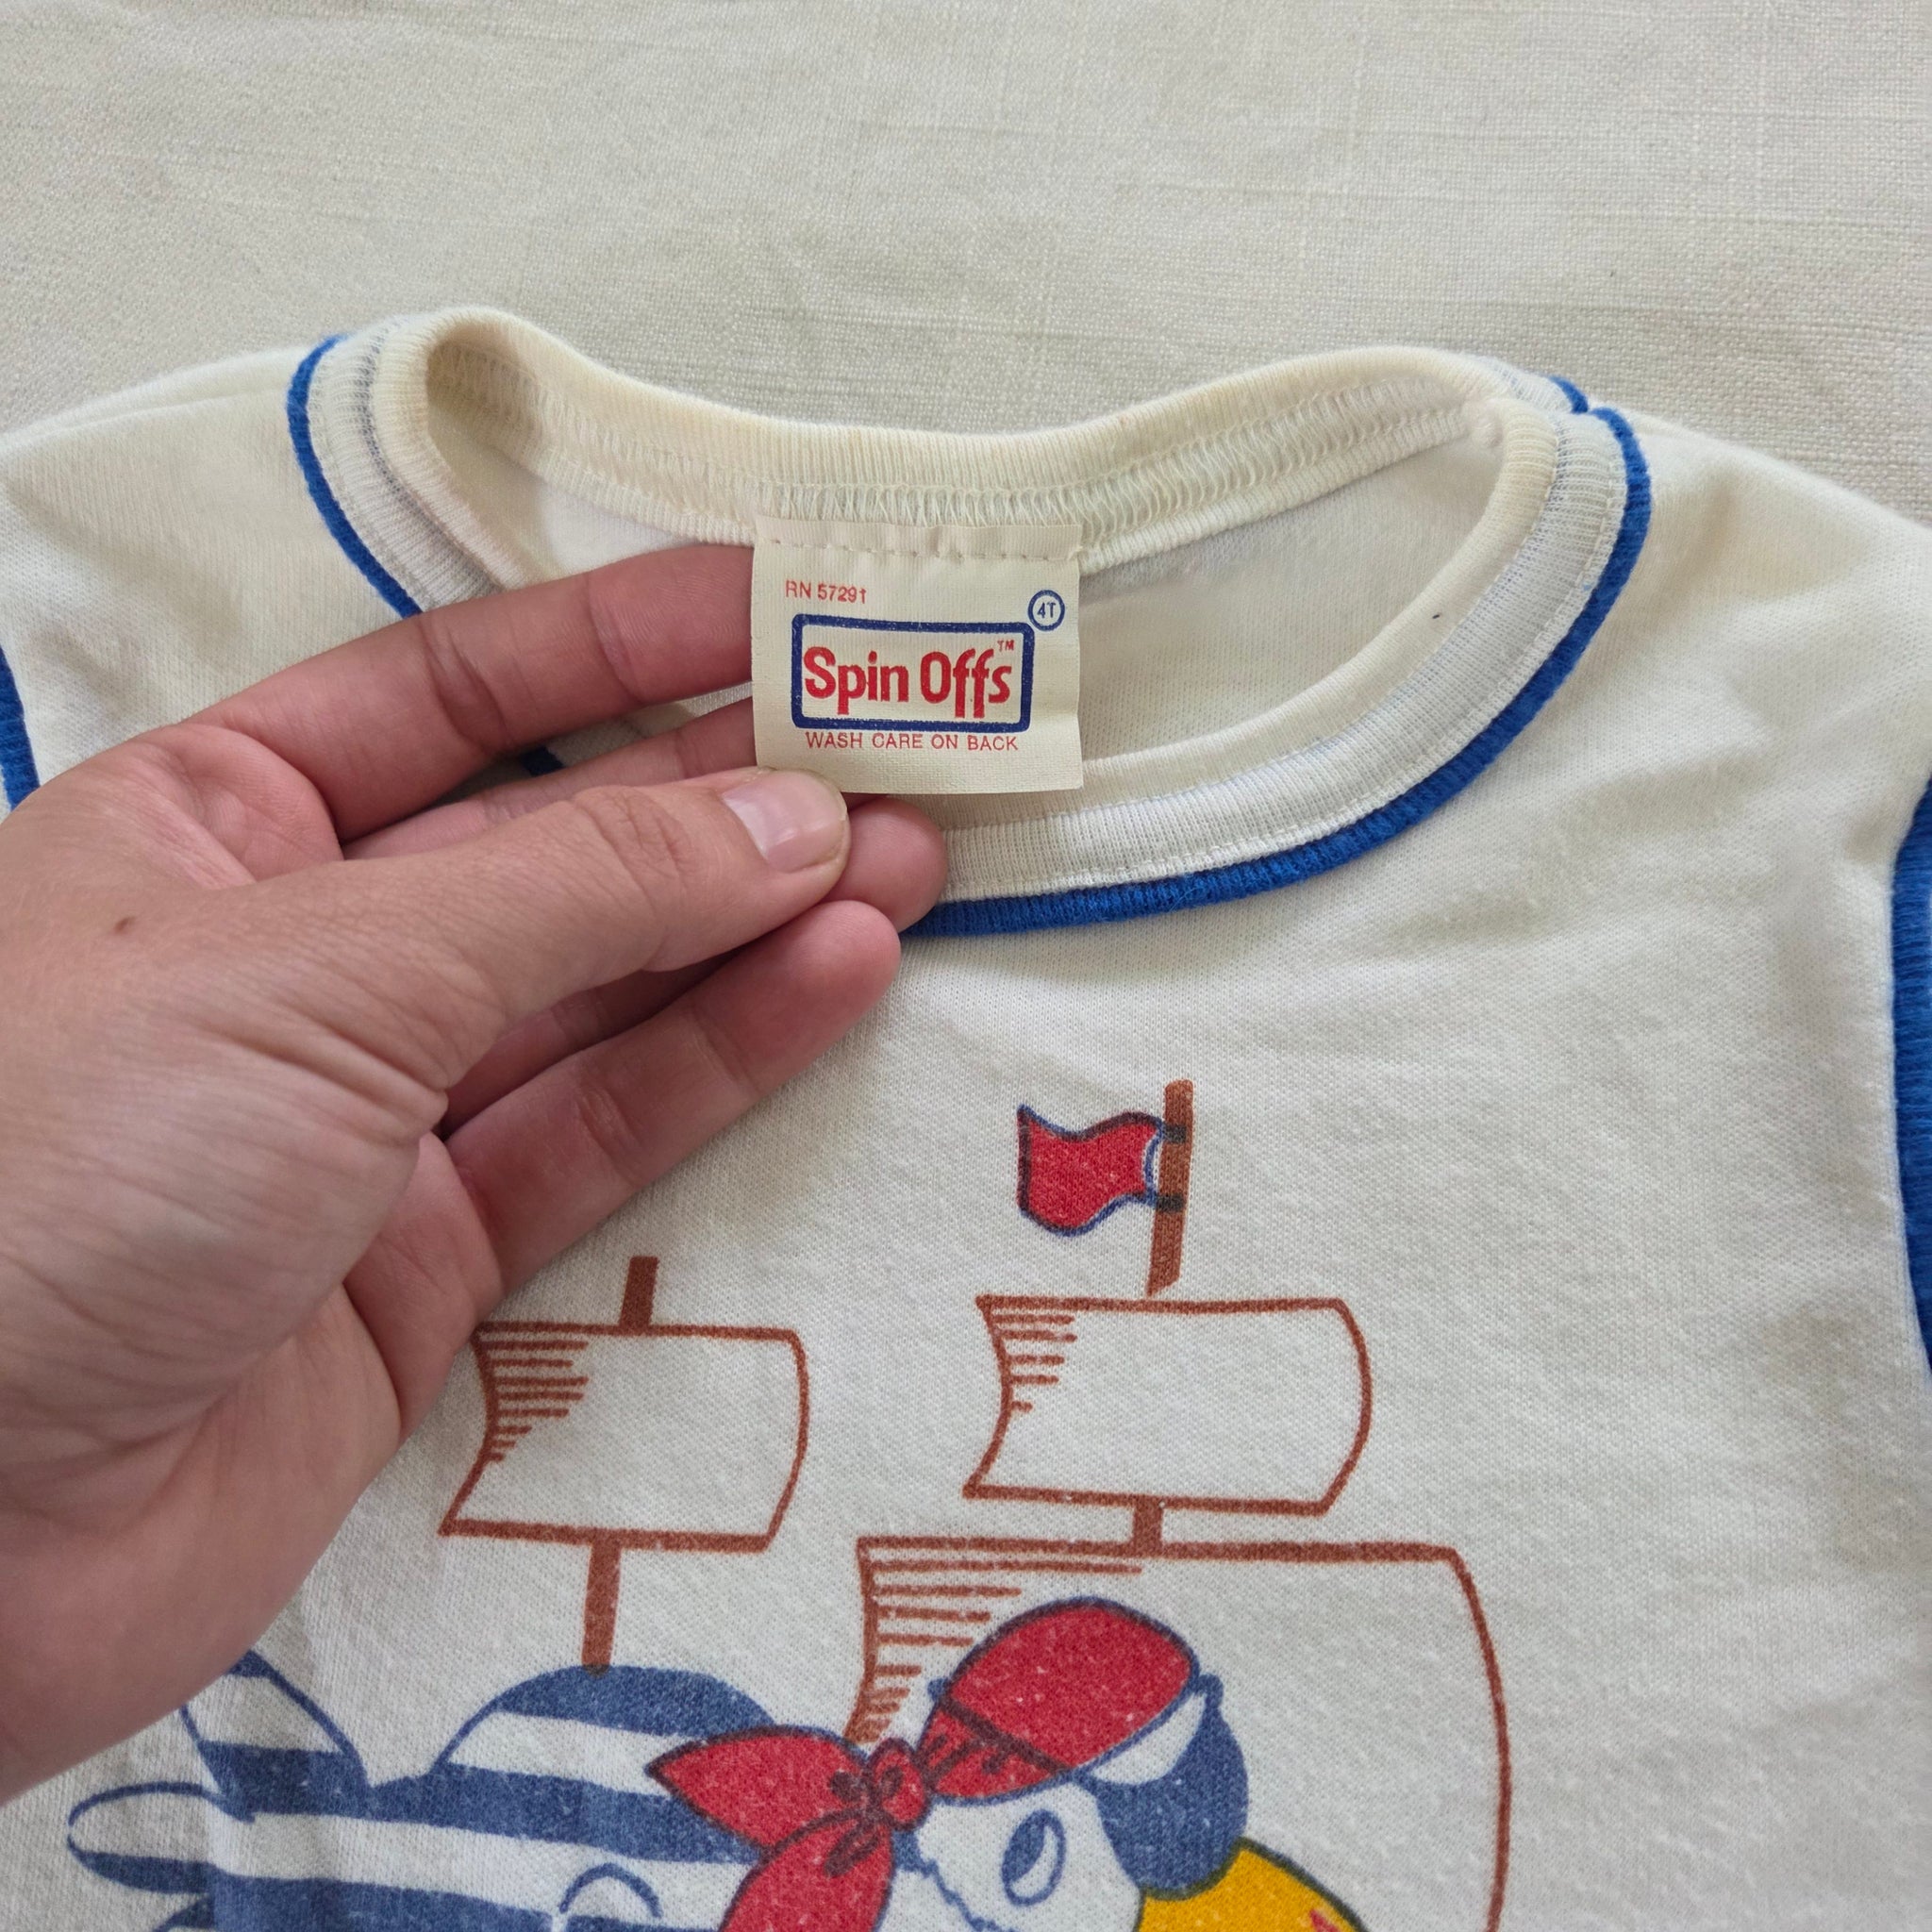 RN 57291
4T
Spin Offs™
WASH CARE ON BACK